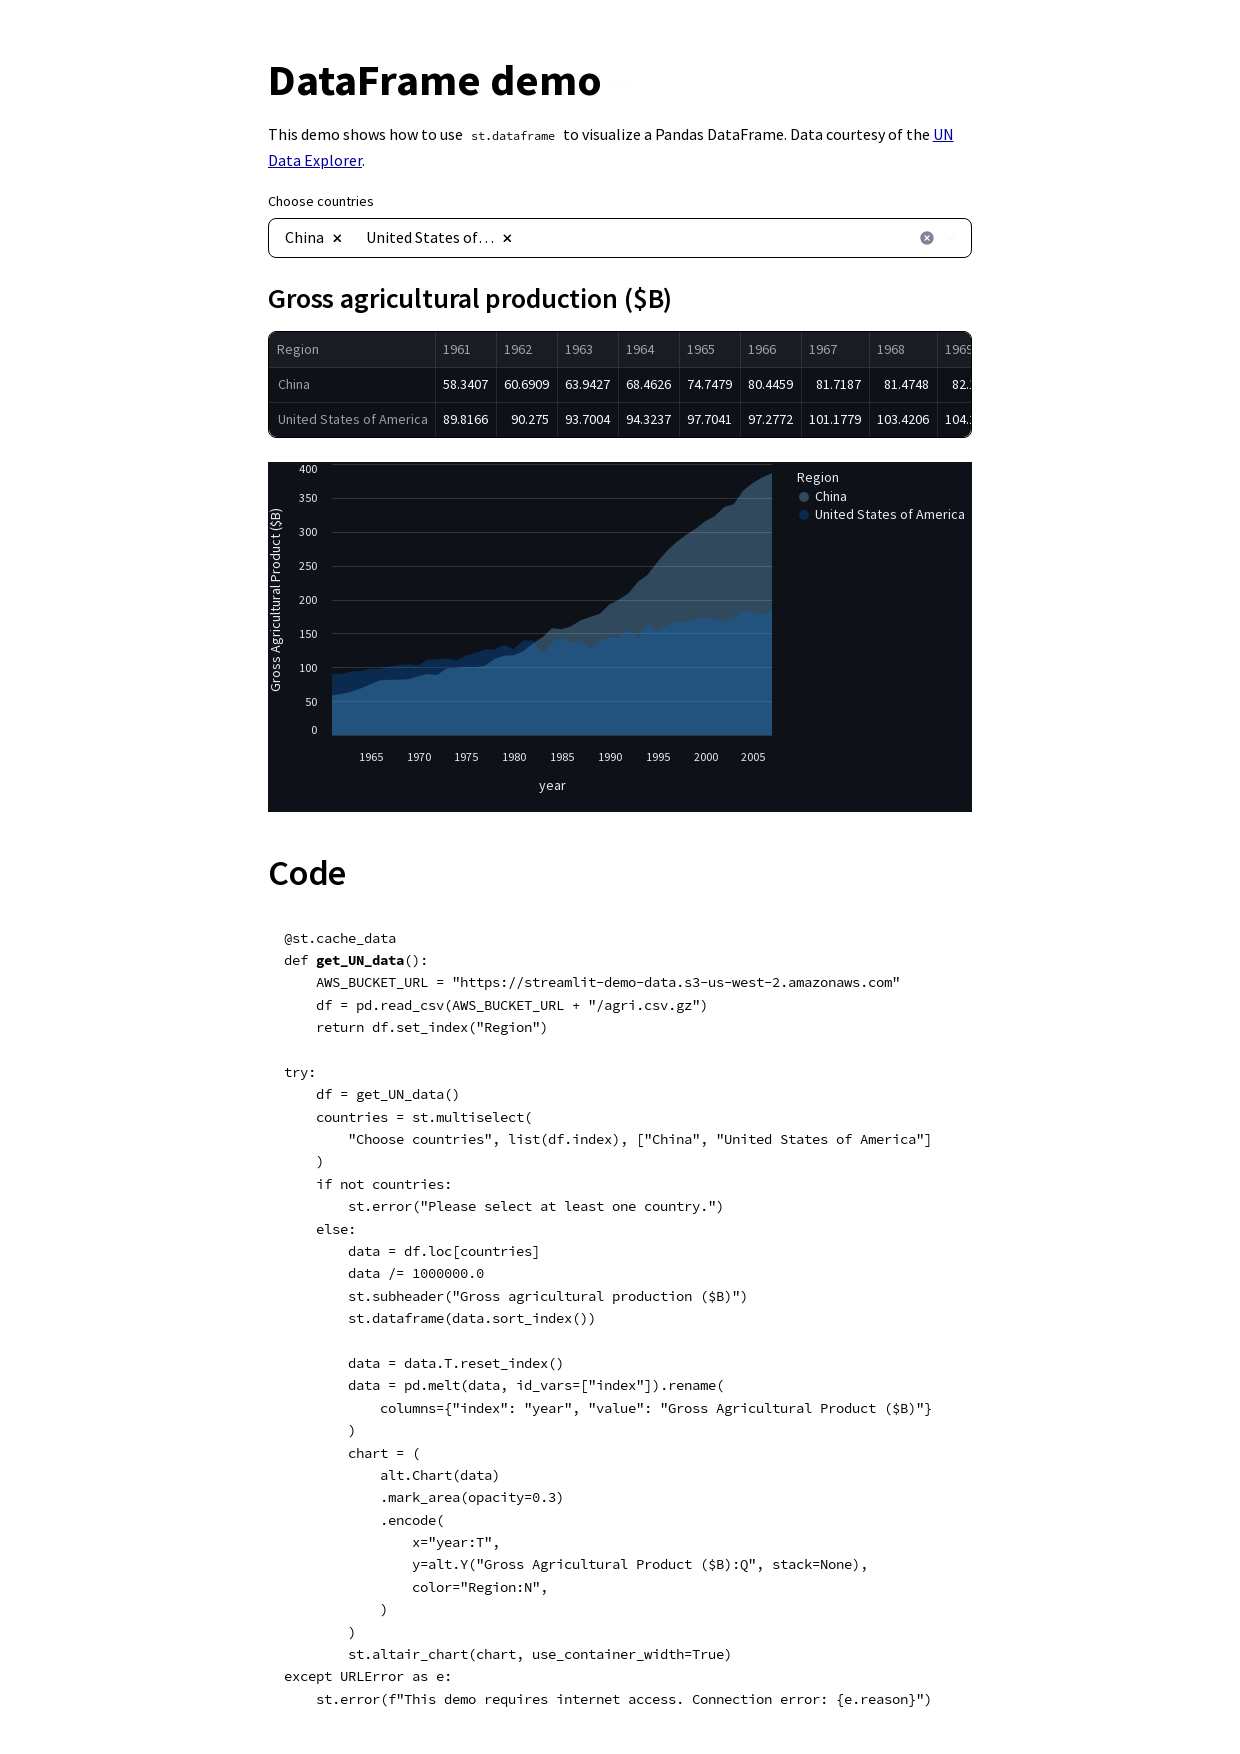 DataFrame demo
This demo shows how to use st.dataframe to visualize a Pandas DataFrame. Data courtesy of the UN
Data Explorer.
Choose countries
China × United States of… ×
Gross agricultural production ($B)
Region 1961 1962 1963 1964 1965 1966 1967 1968 1969
China 58.3407 60.6909 63.9427 68.4626 74.7479 80.4459 81.7187 81.4748 82.
United States of America 89.8166 90.275 93.7004 94.3237 97.7041 97.2772 101.1779 103.4206 104.
Gross Agricultural Product ($B)
400
350
300
250
200
150
100
50
0
1965 1970 1975 1980 1985 1990 1995 2000 2005
year
Region
China
United States of America
Code
@st.cache_data
def get_UN_data():
    AWS_BUCKET_URL = "https://streamlit-demo-data.s3-us-west-2.amazonaws.com"
    df = pd.read_csv(AWS_BUCKET_URL + "/agri.csv.gz")
    return df.set_index("Region")
try:
    df = get_UN_data()
    countries = st.multiselect(
        "Choose countries", list(df.index), ["China", "United States of America"]
    )
    if not countries:
        st.error("Please select at least one country.")
    else:
        data = df.loc[countries]
        data /= 1000000.0
        st.subheader("Gross agricultural production ($B)")
        st.dataframe(data.sort_index())
        data = data.T.reset_index()
        data = pd.melt(data, id_vars=["index"]).rename(
            columns={"index": "year", "value": "Gross Agricultural Product ($B)"}
        )
        chart = (
            alt.Chart(data)
            .mark_area(opacity=0.3)
            .encode(
                x="year:T",
                y=alt.Y("Gross Agricultural Product ($B):Q", stack=None),
                color="Region:N",
            )
        )
        st.altair_chart(chart, use_container_width=True)
except URLError as e:
    st.error(f"This demo requires internet access. Connection error: {e.reason}")